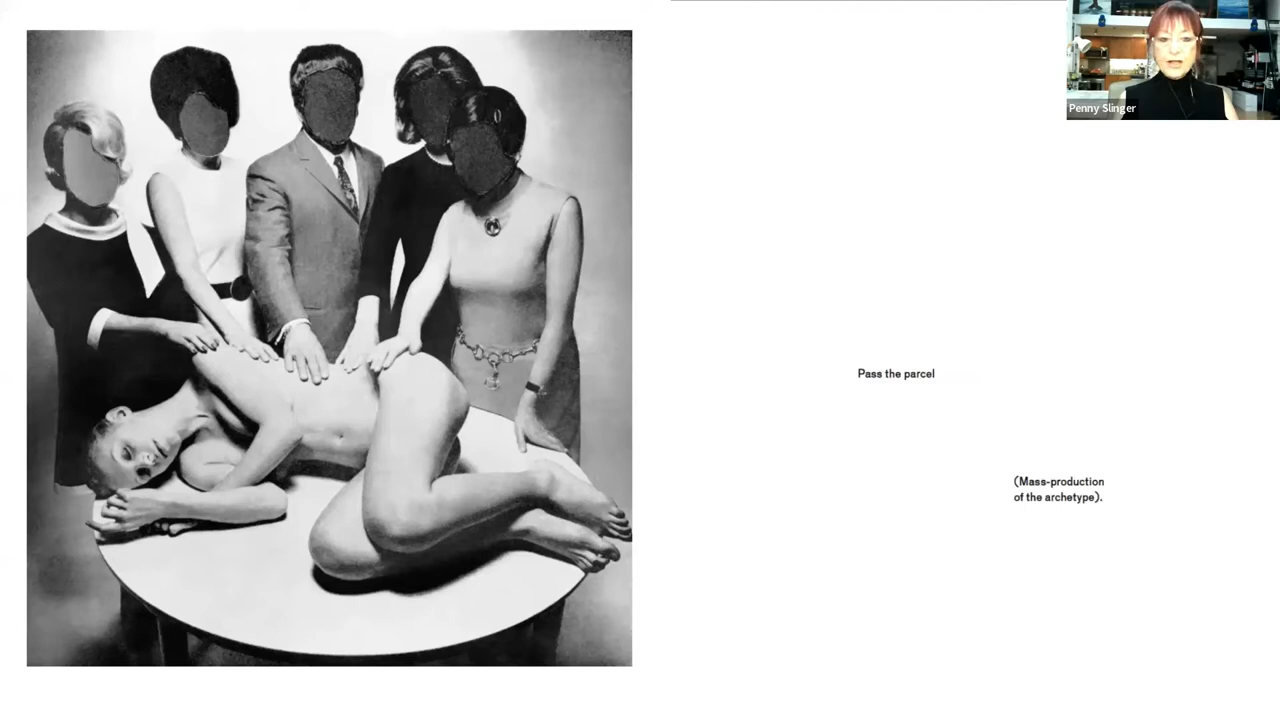 Penny Slinger
Pass the parcel
(Mass-production
of the archetype).